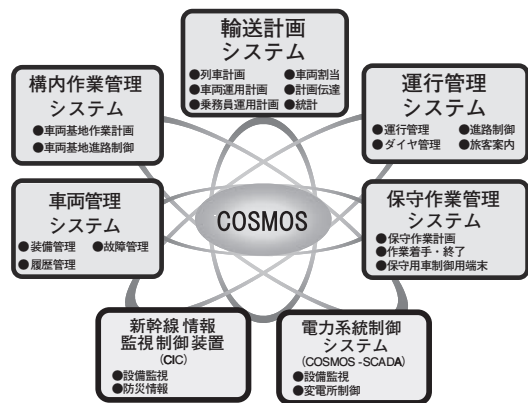 輸送計画
システム
●列車計画 ●車両割当
●車両運用計画 ●計画伝達
●乗務員運用計画 ●統計
構内作業管理
システム
●車両基地作業計画
●車両基地進路制御
運行管理
システム
●運行管理 ●進路制御
●ダイヤ管理 ●旅客案内
車両管理
システム
●装備管理 ●故障管理
●履歴管理
COSMOS
保守作業管理
システム
●保守作業計画
●作業着手・終了
●保守用車制御用端末
新幹線情報
監視制御装置
(CIC)
●設備監視
●防災情報
電力系統制御
システム
(COSMOS-SCADA)
●設備監視
●変電所制御